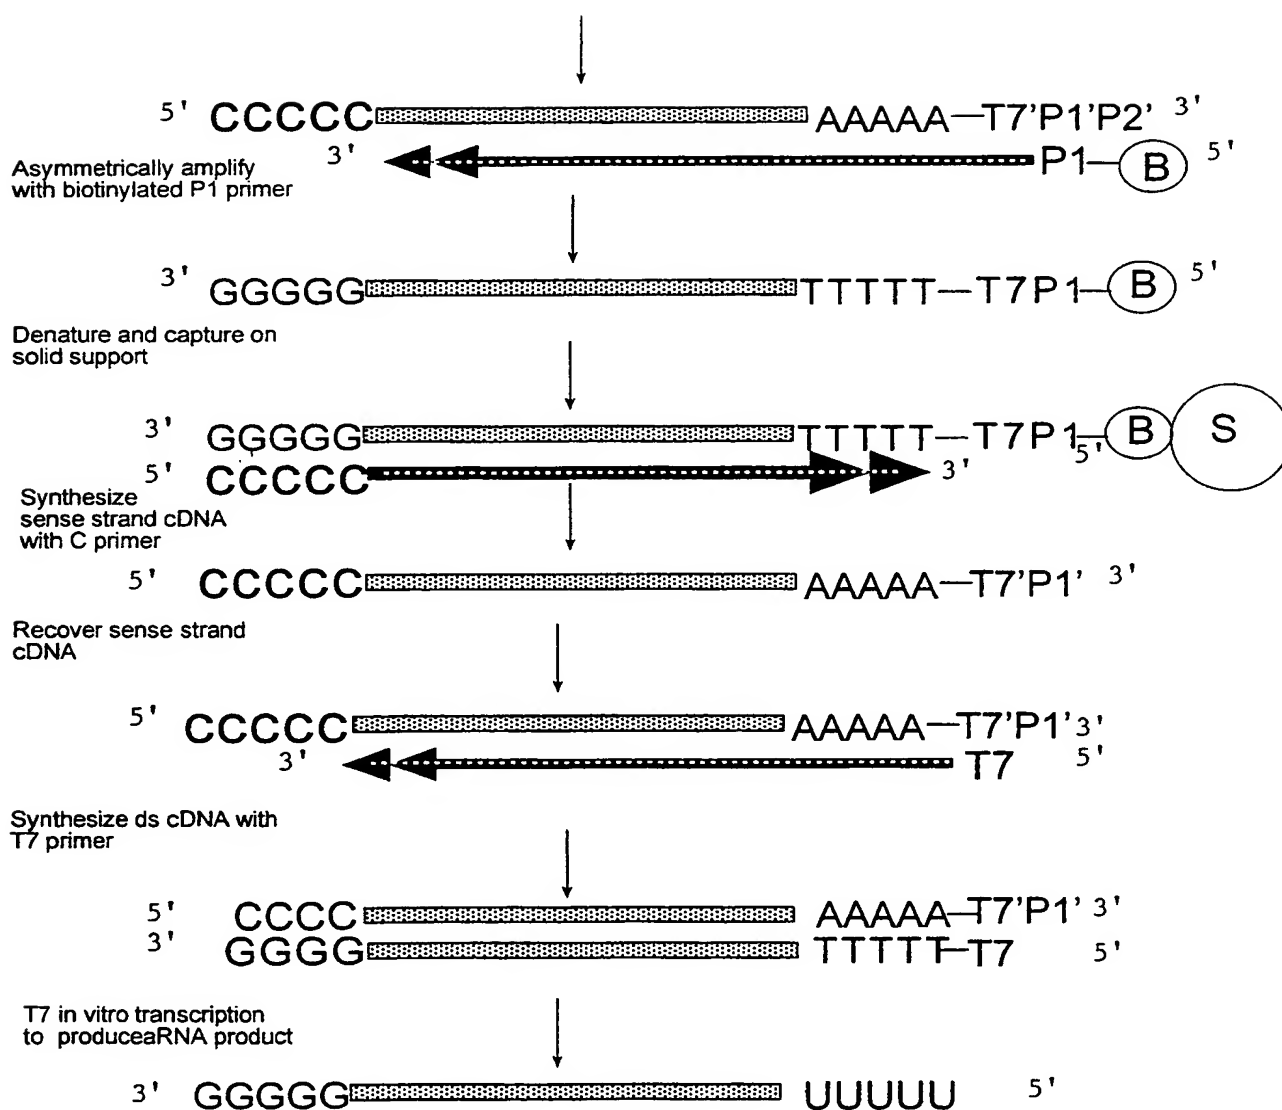 5' CCCCC AAAAA—T7'P1'P2' 3'
3' P1—B 5'
Asymmetrically amplify
with biotinylated P1 primer
3' GGGGG TTTTT—T7P1—B 5'
Denature and capture on
solid support
3' GGGGG TTTTT—T7P1—B S
5' CCCCC 3' 5'
Synthesize
sense strand cDNA
with C primer
5' CCCCC AAAAA—T7'P1' 3'
Recover sense strand
cDNA
5' CCCCC AAAAA—T7'P1' 3'
3' T7 5'
Synthesize ds cDNA with
T7 primer
5' CCCC AAAAA—T7'P1' 3'
3' GGGG TTTTT—T7 5'
T7 in vitro transcription
to produceaRNA product
3' GGGGG UUUUU 5'